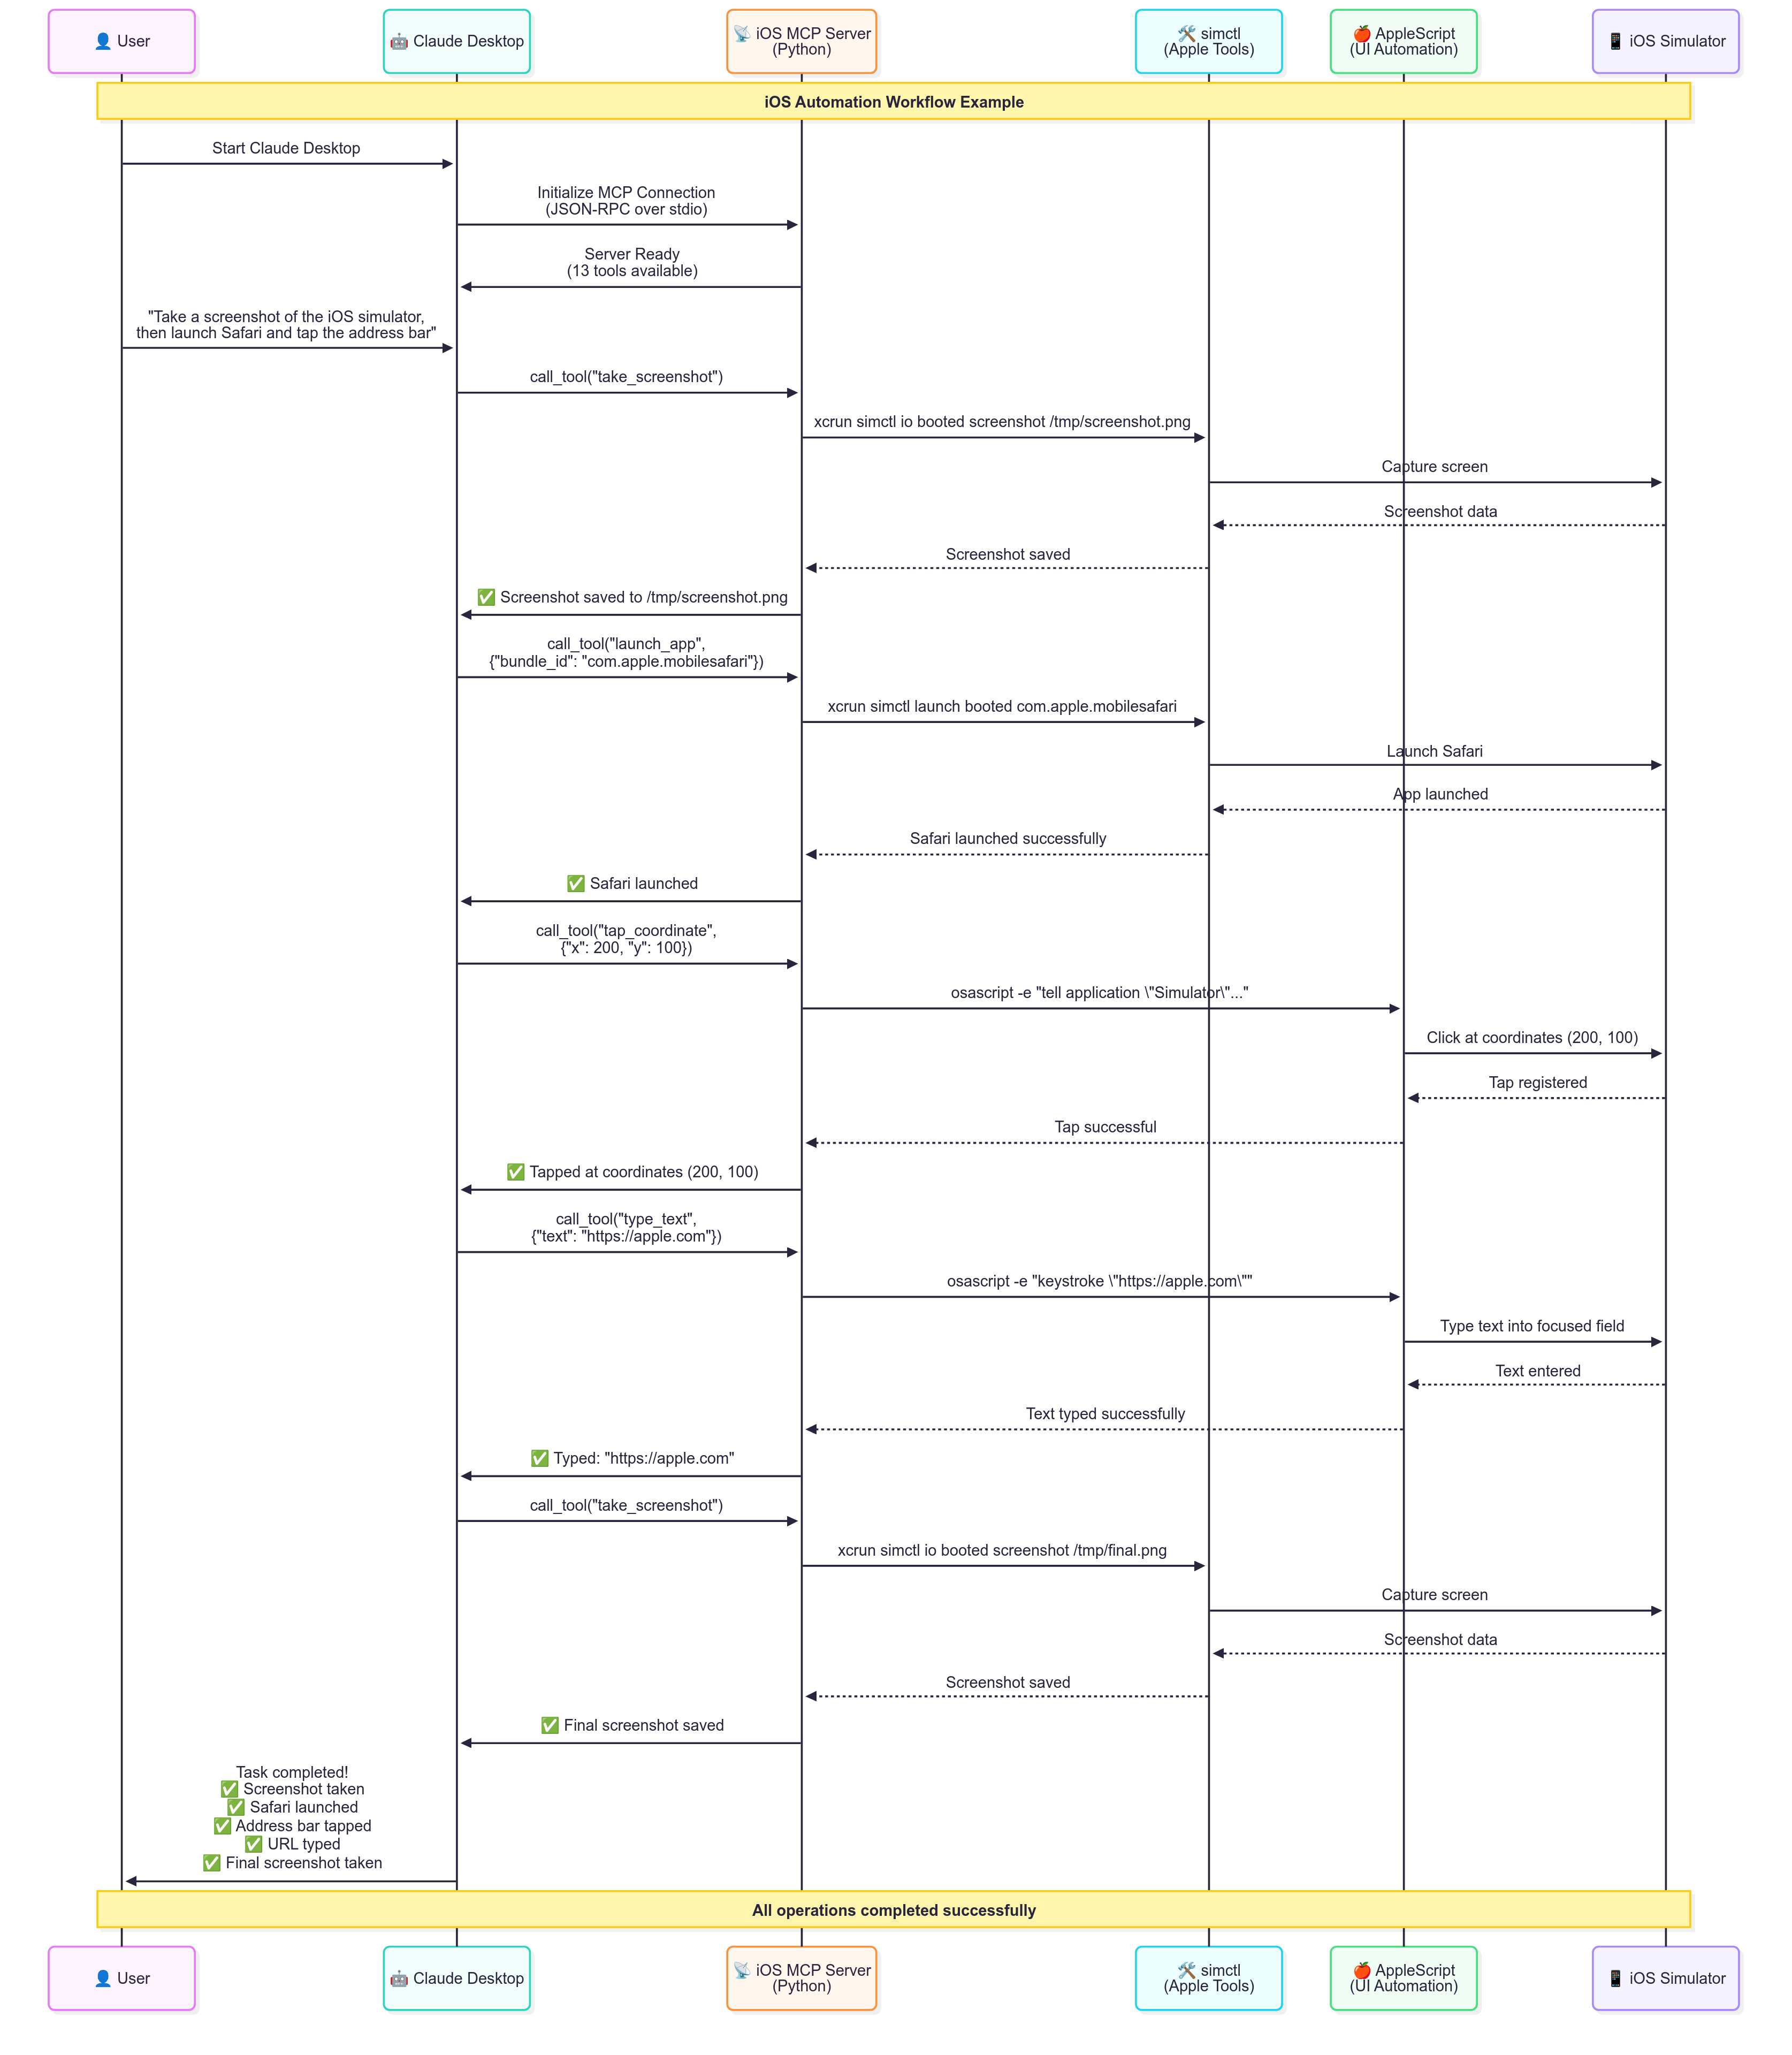 👤 User
🤖 Claude Desktop
📡 iOS MCP Server
(Python)
🛠️ simctl
(Apple Tools)
🍎 AppleScript
(UI Automation)
📱 iOS Simulator
iOS Automation Workflow Example
Start Claude Desktop
Initialize MCP Connection
(JSON-RPC over stdio)
Server Ready
(13 tools available)
"Take a screenshot of the iOS simulator,
then launch Safari and tap the address bar"
call_tool("take_screenshot")
xcrun simctl io booted screenshot /tmp/screenshot.png
Capture screen
Screenshot data
Screenshot saved
✅ Screenshot saved to /tmp/screenshot.png
call_tool("launch_app",
{"bundle_id": "com.apple.mobilesafari"})
xcrun simctl launch booted com.apple.mobilesafari
Launch Safari
App launched
Safari launched successfully
✅ Safari launched
call_tool("tap_coordinate",
{"x": 200, "y": 100})
osascript -e "tell application \"Simulator\"..."
Click at coordinates (200, 100)
Tap registered
Tap successful
✅ Tapped at coordinates (200, 100)
call_tool("type_text",
{"text": "https://apple.com"})
osascript -e "keystroke \"https://apple.com\""
Type text into focused field
Text entered
Text typed successfully
✅ Typed: "https://apple.com"
call_tool("take_screenshot")
xcrun simctl io booted screenshot /tmp/final.png
Capture screen
Screenshot data
Screenshot saved
✅ Final screenshot saved
Task completed!
✅ Screenshot taken
✅ Safari launched
✅ Address bar tapped
✅ URL typed
✅ Final screenshot taken
All operations completed successfully
👤 User
🤖 Claude Desktop
📡 iOS MCP Server
(Python)
🛠️ simctl
(Apple Tools)
🍎 AppleScript
(UI Automation)
📱 iOS Simulator